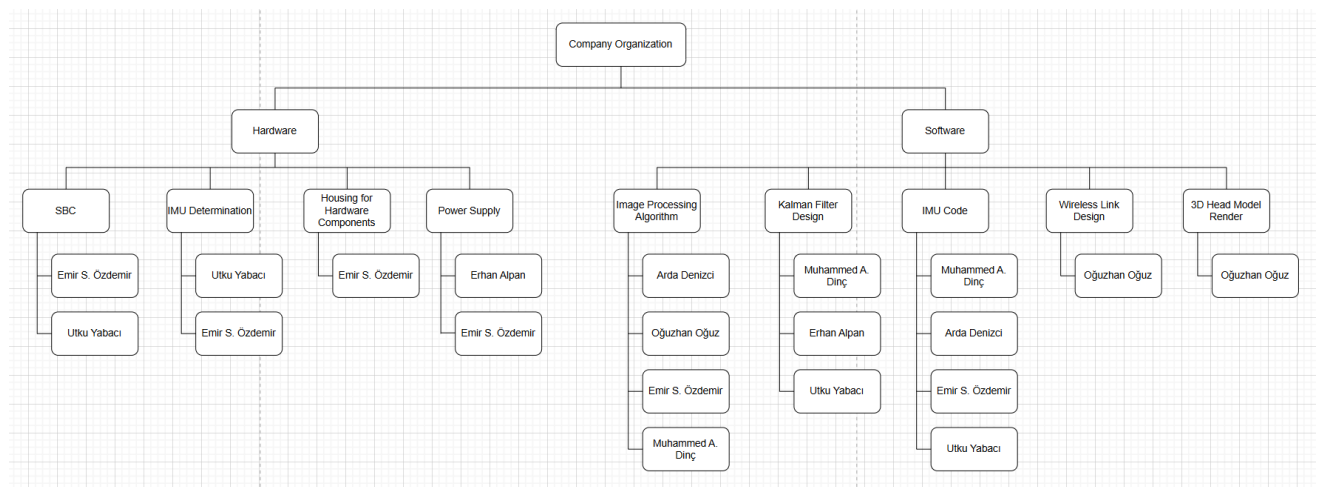 Company Organization
Hardware
Software
SBC
IMU Determination
Housing for
Hardware
Components
Power Supply
Image Processing
Algorithm
Kalman Filter
Design
IMU Code
Wireless Link
Design
3D Head Model
Render
Emir S. Özdemir
Utku Yabacı
Emir S. Özdemir
Erhan Alpan
Arda Denizci
Muhammed A.
Dinç
Muhammed A.
Dinç
Oğuzhan Oğuz
Oğuzhan Oğuz
Utku Yabacı
Emir S. Özdemir
Emir S. Özdemir
Oğuzhan Oğuz
Erhan Alpan
Arda Denizci
Emir S. Özdemir
Utku Yabacı
Emir S. Özdemir
Muhammed A.
Dinç
Utku Yabacı